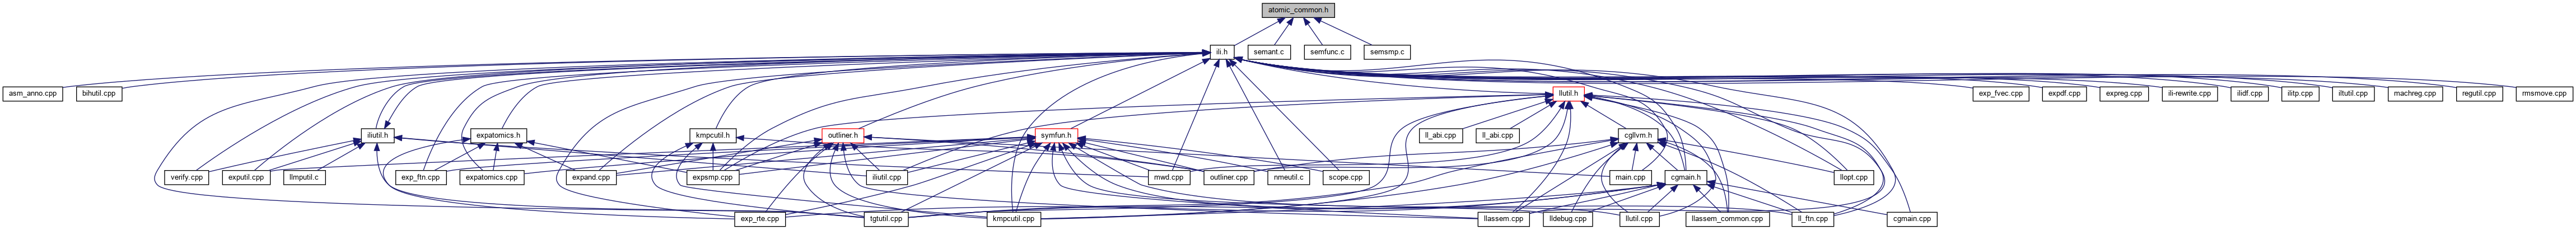 atomic_common.h
ili.h
semant.c
semfunc.c
semsmp.c
asm_anno.cpp
bihutil.cpp
llutil.h
exp_fvec.cpp
expdf.cpp
expreg.cpp
ili-rewrite.cpp
ilidf.cpp
ilitp.cpp
itutil.cpp
machreg.cpp
regutil.cpp
rmsmove.cpp
iliutil.h
expatomics.h
kmpcutil.h
outliner.h
symfun.h
ll_abi.cpp
ll_abi.cpp
cgllvm.h
verify.cpp
exputil.cpp
llmputil.c
exp_ftn.cpp
expatomics.cpp
expand.cpp
expsmp.cpp
iliutil.cpp
mwd.cpp
outliner.cpp
nmeutil.c
scope.cpp
main.cpp
cgmain.h
llopt.cpp
exp_rte.cpp
tgtutil.cpp
kmpcutil.cpp
llassem.cpp
lldebug.cpp
llutil.cpp
llassem_common.cpp
ll_ftn.cpp
cgmain.cpp